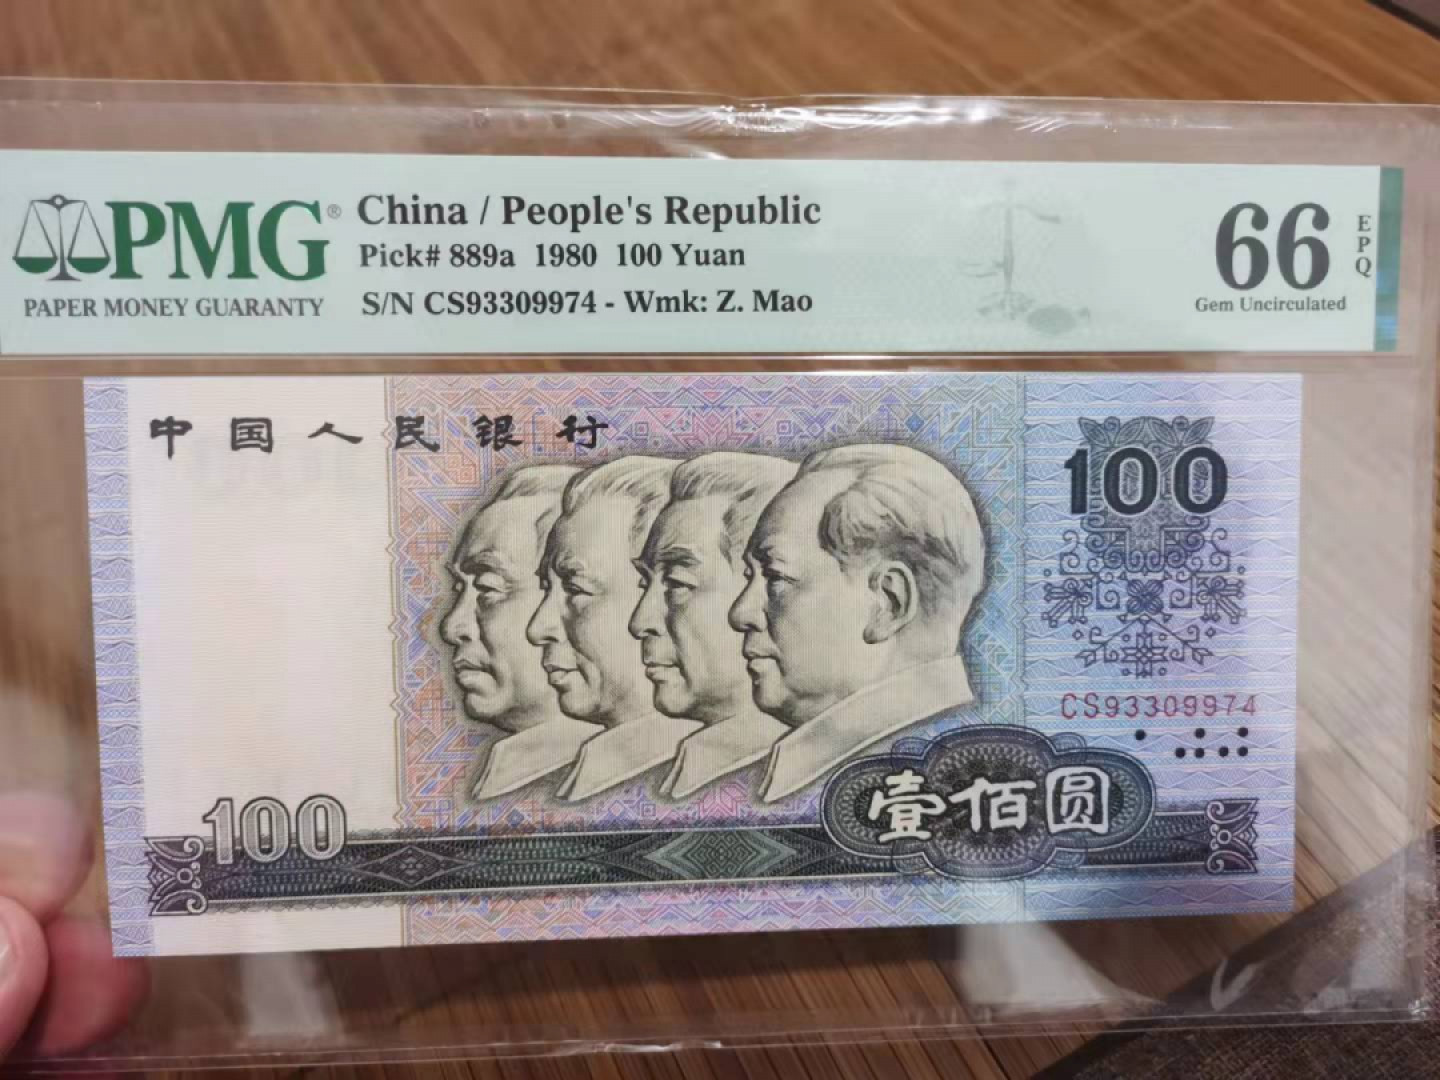 PMG®
PAPER MONEY GUARANTY
China / People's Republic
Pick# 889a 1980 100 Yuan
S/N CS93309974 - Wmk: Z. Mao
66
EPQ
Gem Uncirculated
中国人民银行
100
CS93309974
壹佰圆
100